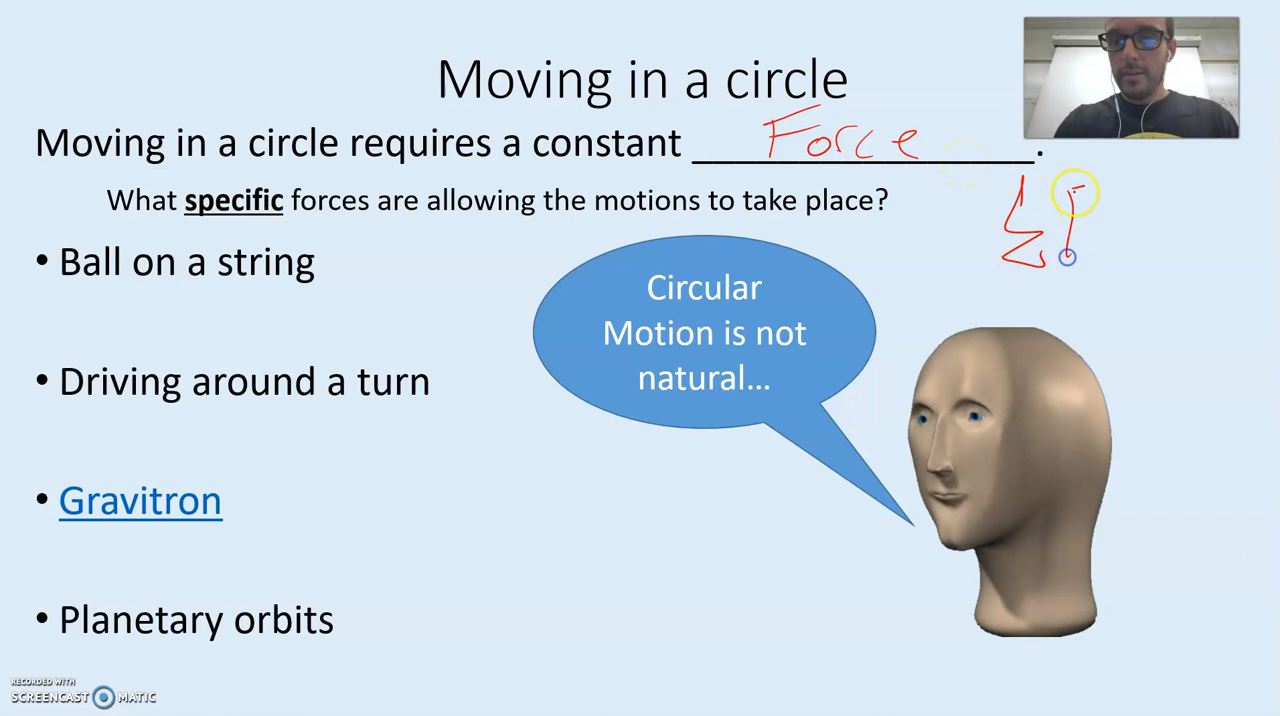 Moving in a circle
Moving in a circle requires a constant Force.
What specific forces are allowing the motions to take place?
• Ball on a string
Circular
Motion is not
natural...
• Driving around a turn
• Gravitron
• Planetary orbits
RECORDED WITH
SCREENCAST MATIC